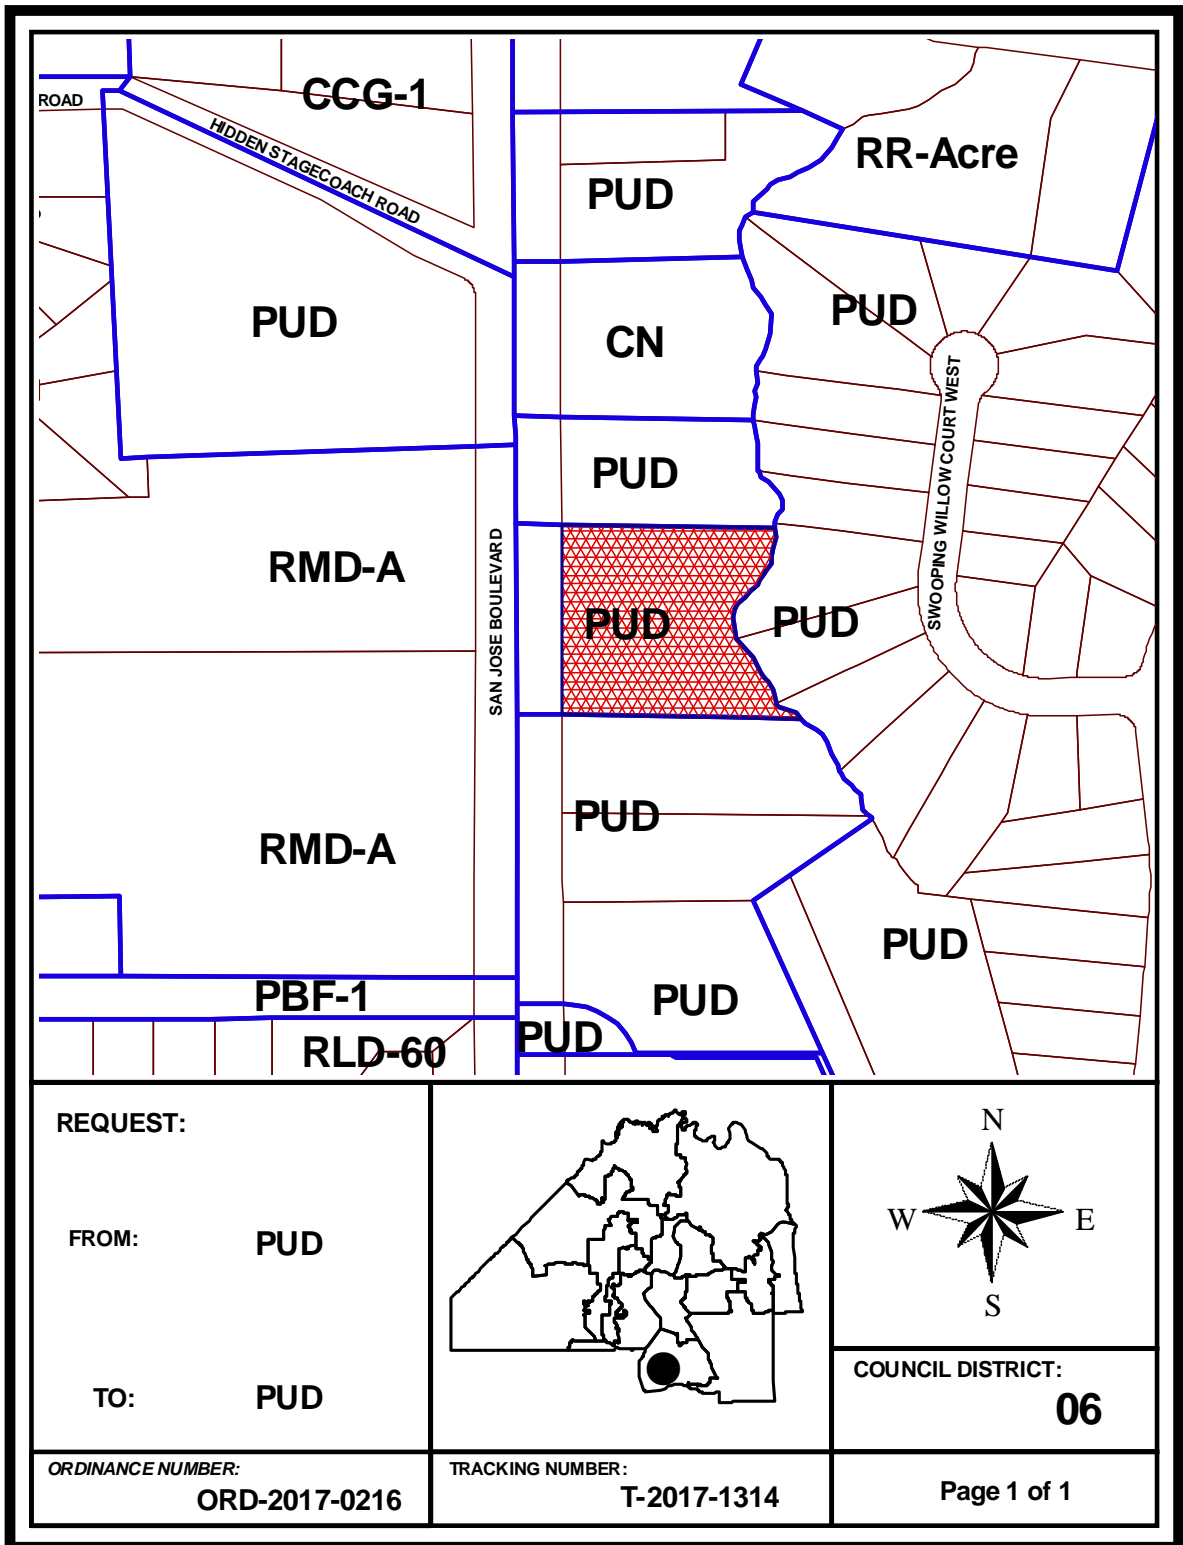 CCG-1
ROAD
HIDDEN STAGECOACH ROAD
RR-Acre
PUD
PUD
PUD
CN
PUD
SWOOPING WILLOW COURT WEST
RMD-A
SAN JOSE BOULEVARD
PUD
PUD
PUD
RMD-A
PUD
PBF-1
PUD
PUD
RLD-60
REQUEST:
FROM: PUD
TO: PUD
N
W E
S
COUNCIL DISTRICT:
06
ORDINANCE NUMBER:
ORD-2017-0216
TRACKING NUMBER:
T-2017-1314
Page 1 of 1